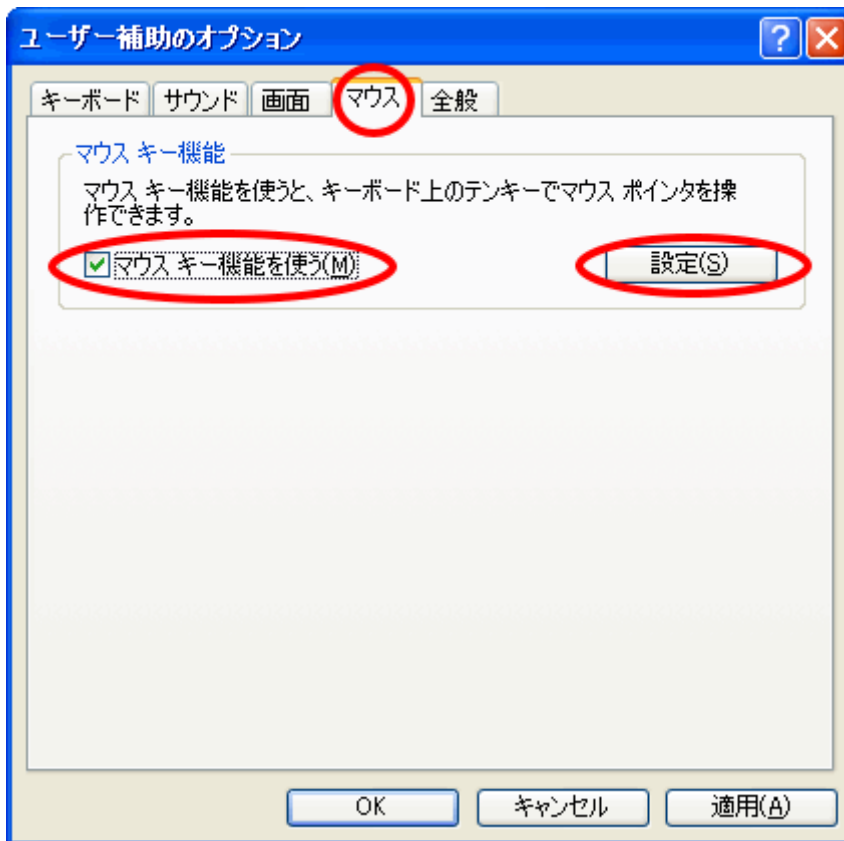 ユーザー補助のオプション
キーボード サウンド 画面 マウス 全般
マウス キー機能
マウス キー機能を使うと、キーボード上のテンキーでマウス ポインタを操
作できます。
マウス キー機能を使う(M) 設定(S)
OK キャンセル 適用(A)